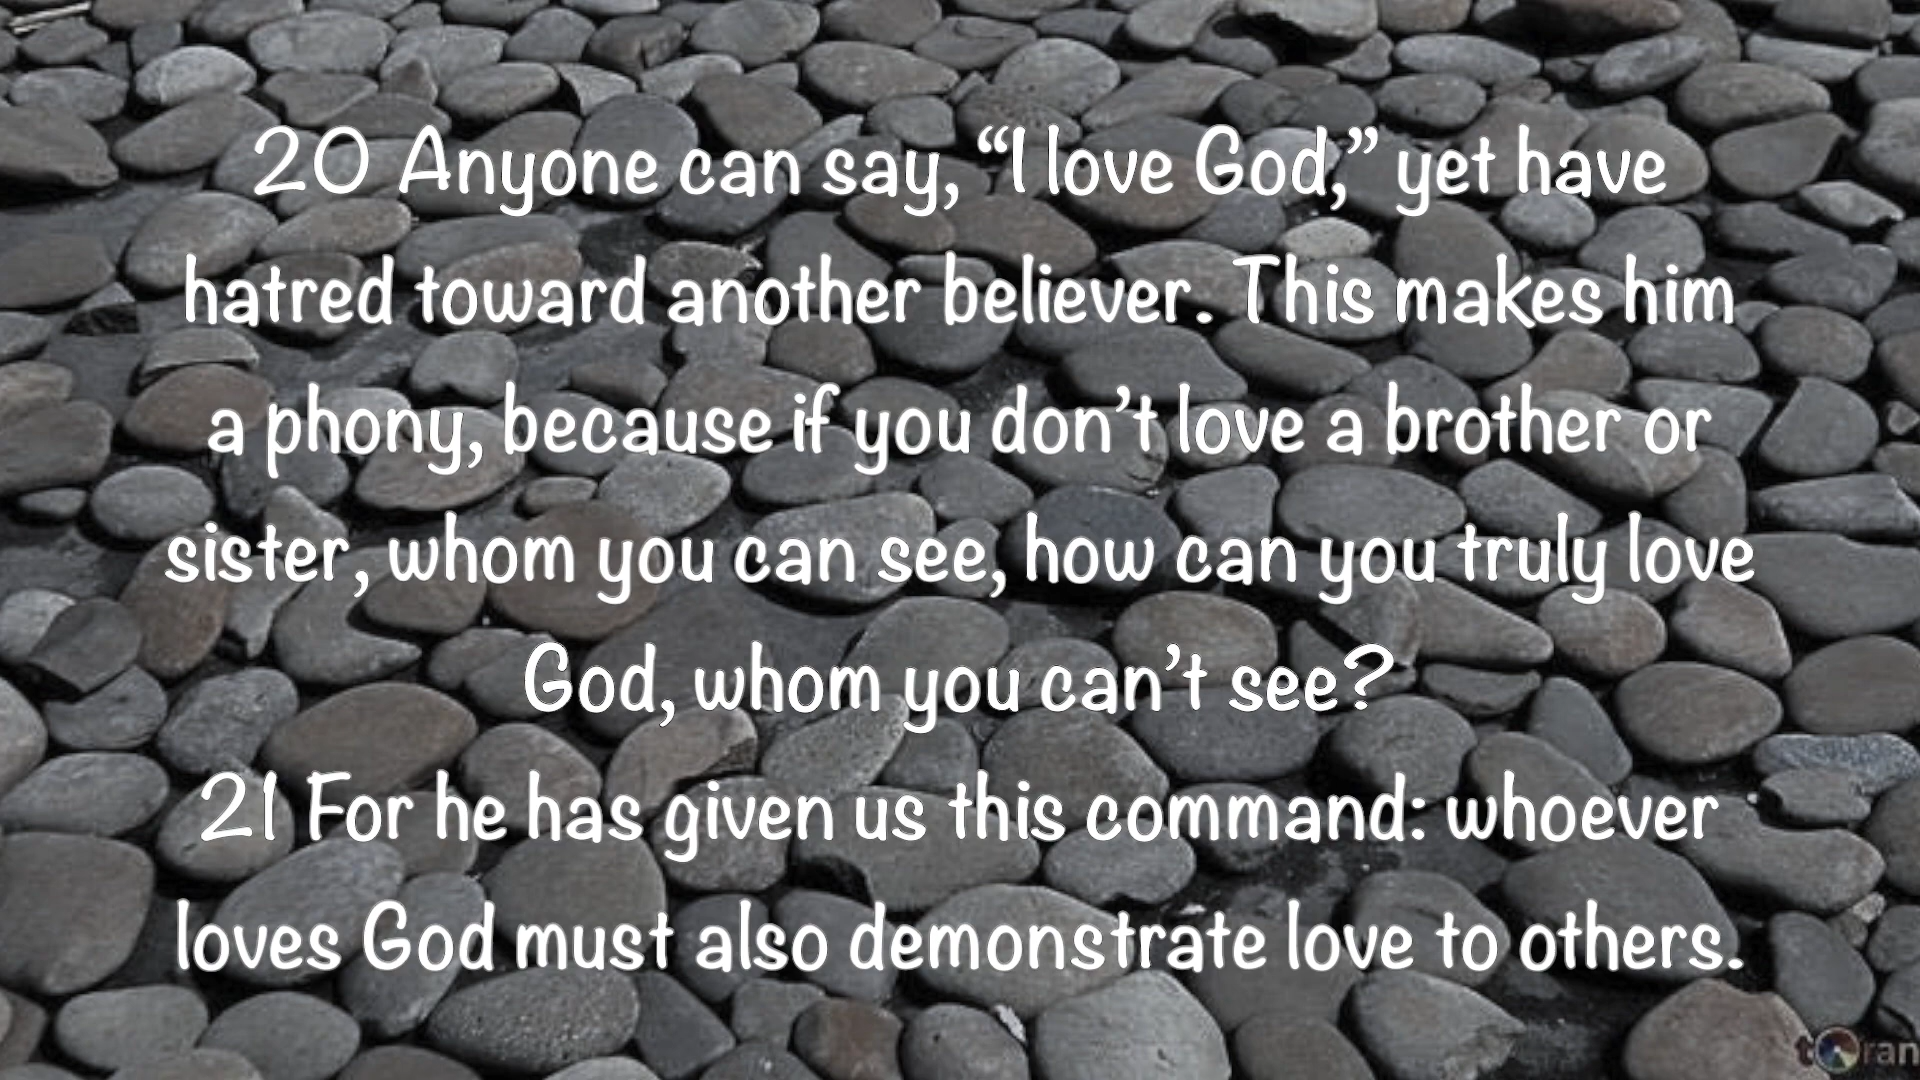 20 Anyone can say, “I love God,” yet have
hatred toward another believer. This makes him
a phony, because if you don’t love a brother or
sister, whom you can see, how can you truly love
God, whom you can’t see?
21 For he has given us this command: whoever
loves God must also demonstrate love to others.